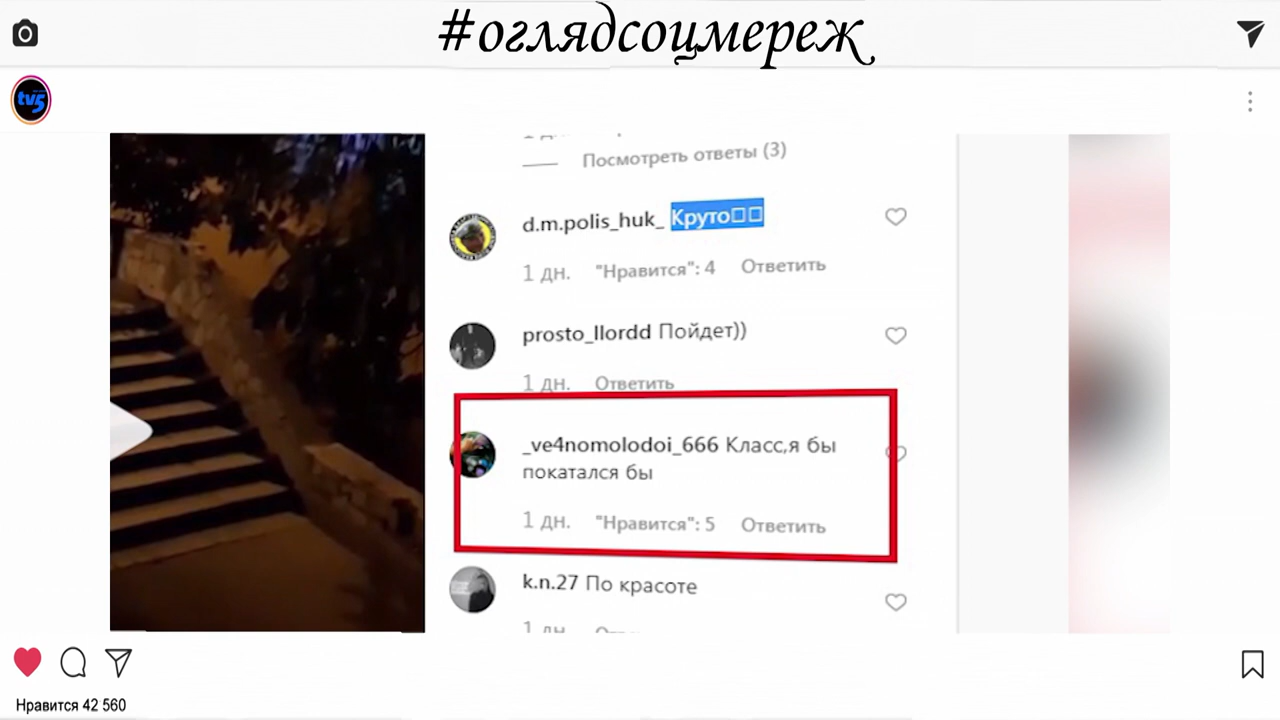 #оглядсоцмереж
tv5
Посмотреть ответы (3)
d.m.polis_huk_ Круто
1 дн. "Нравится": 4 Ответить
prosto_llordd Пойдет))
1 дн. Ответить
_ve4nomolodoi_666 Класс,я бы
покатался бы
1 дн. "Нравится": 5 Ответить
k.n.27 По красоте
Нравится 42 560